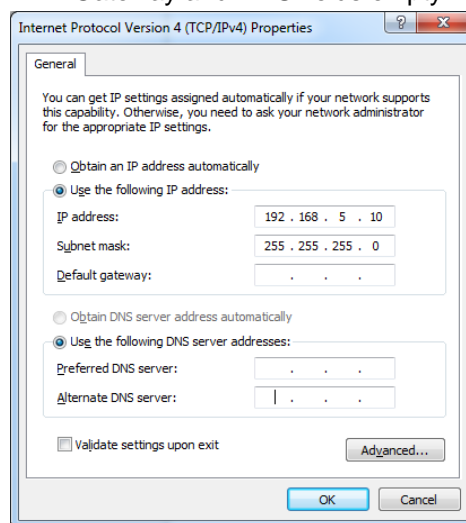 Internet Protocol Version 4 (TCP/IPv4) Properties
General
You can get IP settings assigned automatically if your network supports
this capability. Otherwise, you need to ask your network administrator
for the appropriate IP settings.
Obtain an IP address automatically
Use the following IP address:
IP address: 192 . 168 . 5 . 10
Subnet mask: 255 . 255 . 255 . 0
Default gateway: . . .
Obtain DNS server address automatically
Use the following DNS server addresses:
Preferred DNS server: . . .
Alternate DNS server: . . .
Validate settings upon exit
Advanced...
OK Cancel